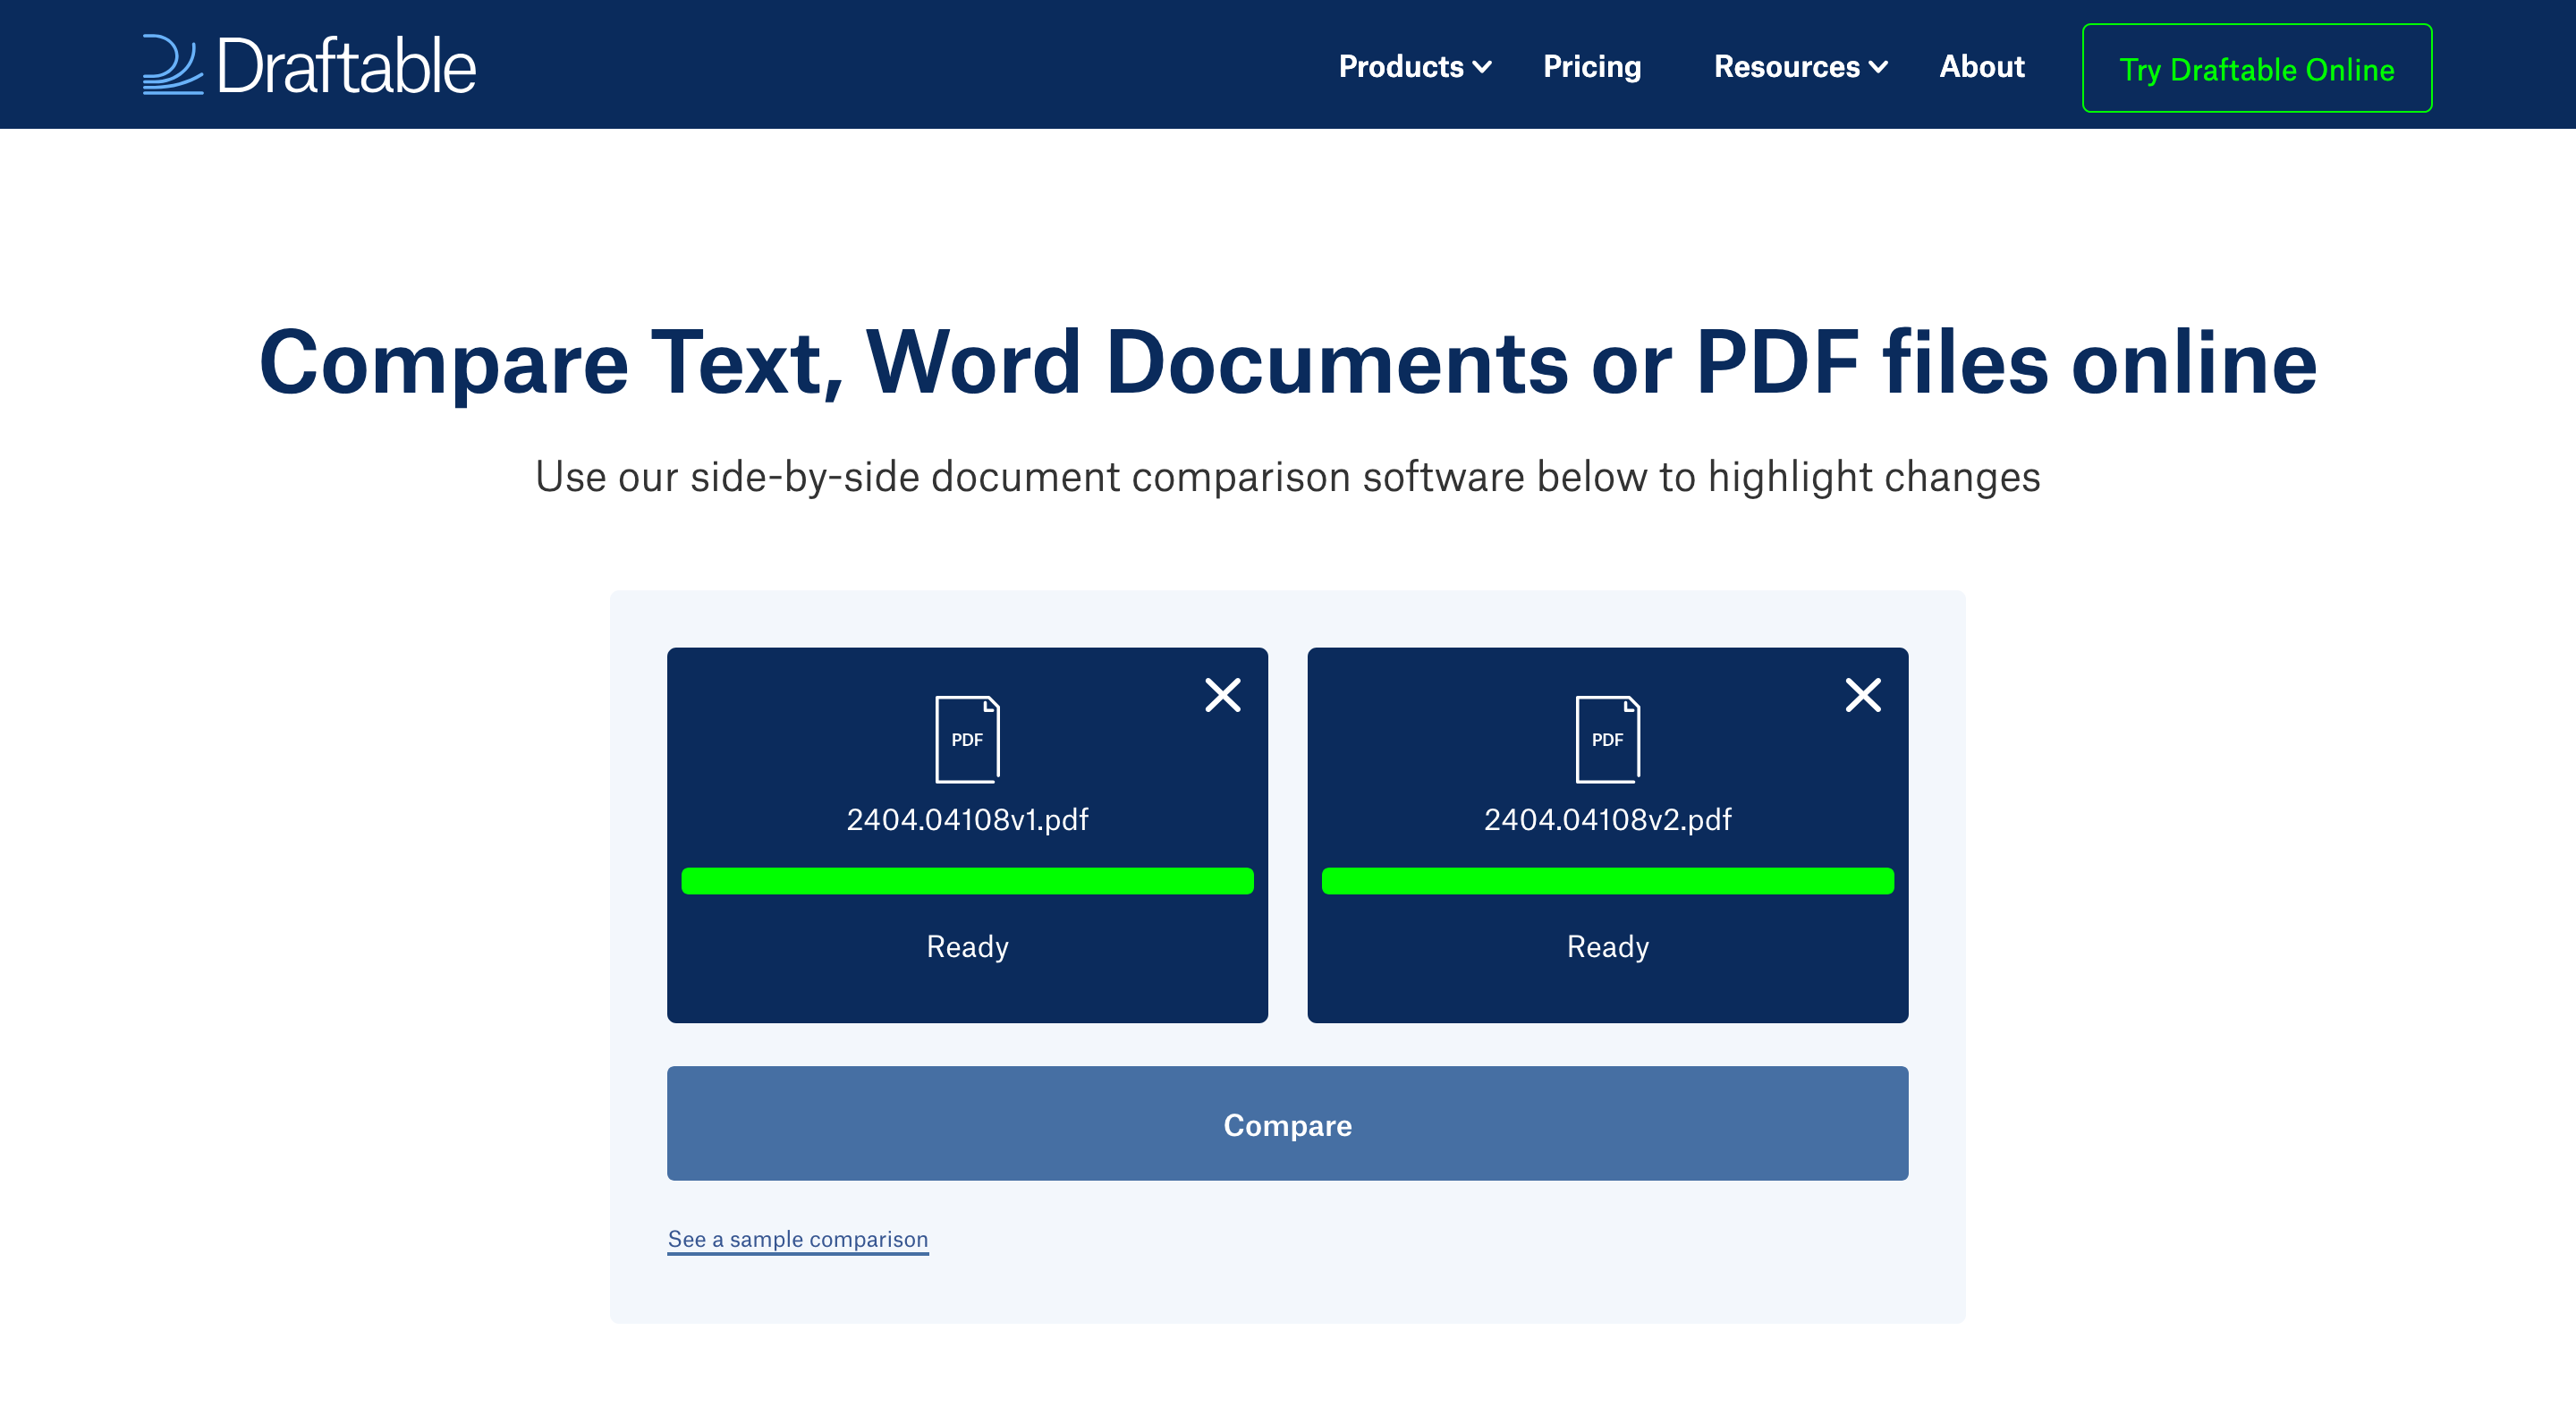 Draftable
Products
Pricing
Resources
About
Try Draftable Online
Compare Text, Word Documents or PDF files online
Use our side-by-side document comparison software below to highlight changes
PDF
2404.04108v1.pdf
Ready
PDF
2404.04108v2.pdf
Ready
Compare
See a sample comparison